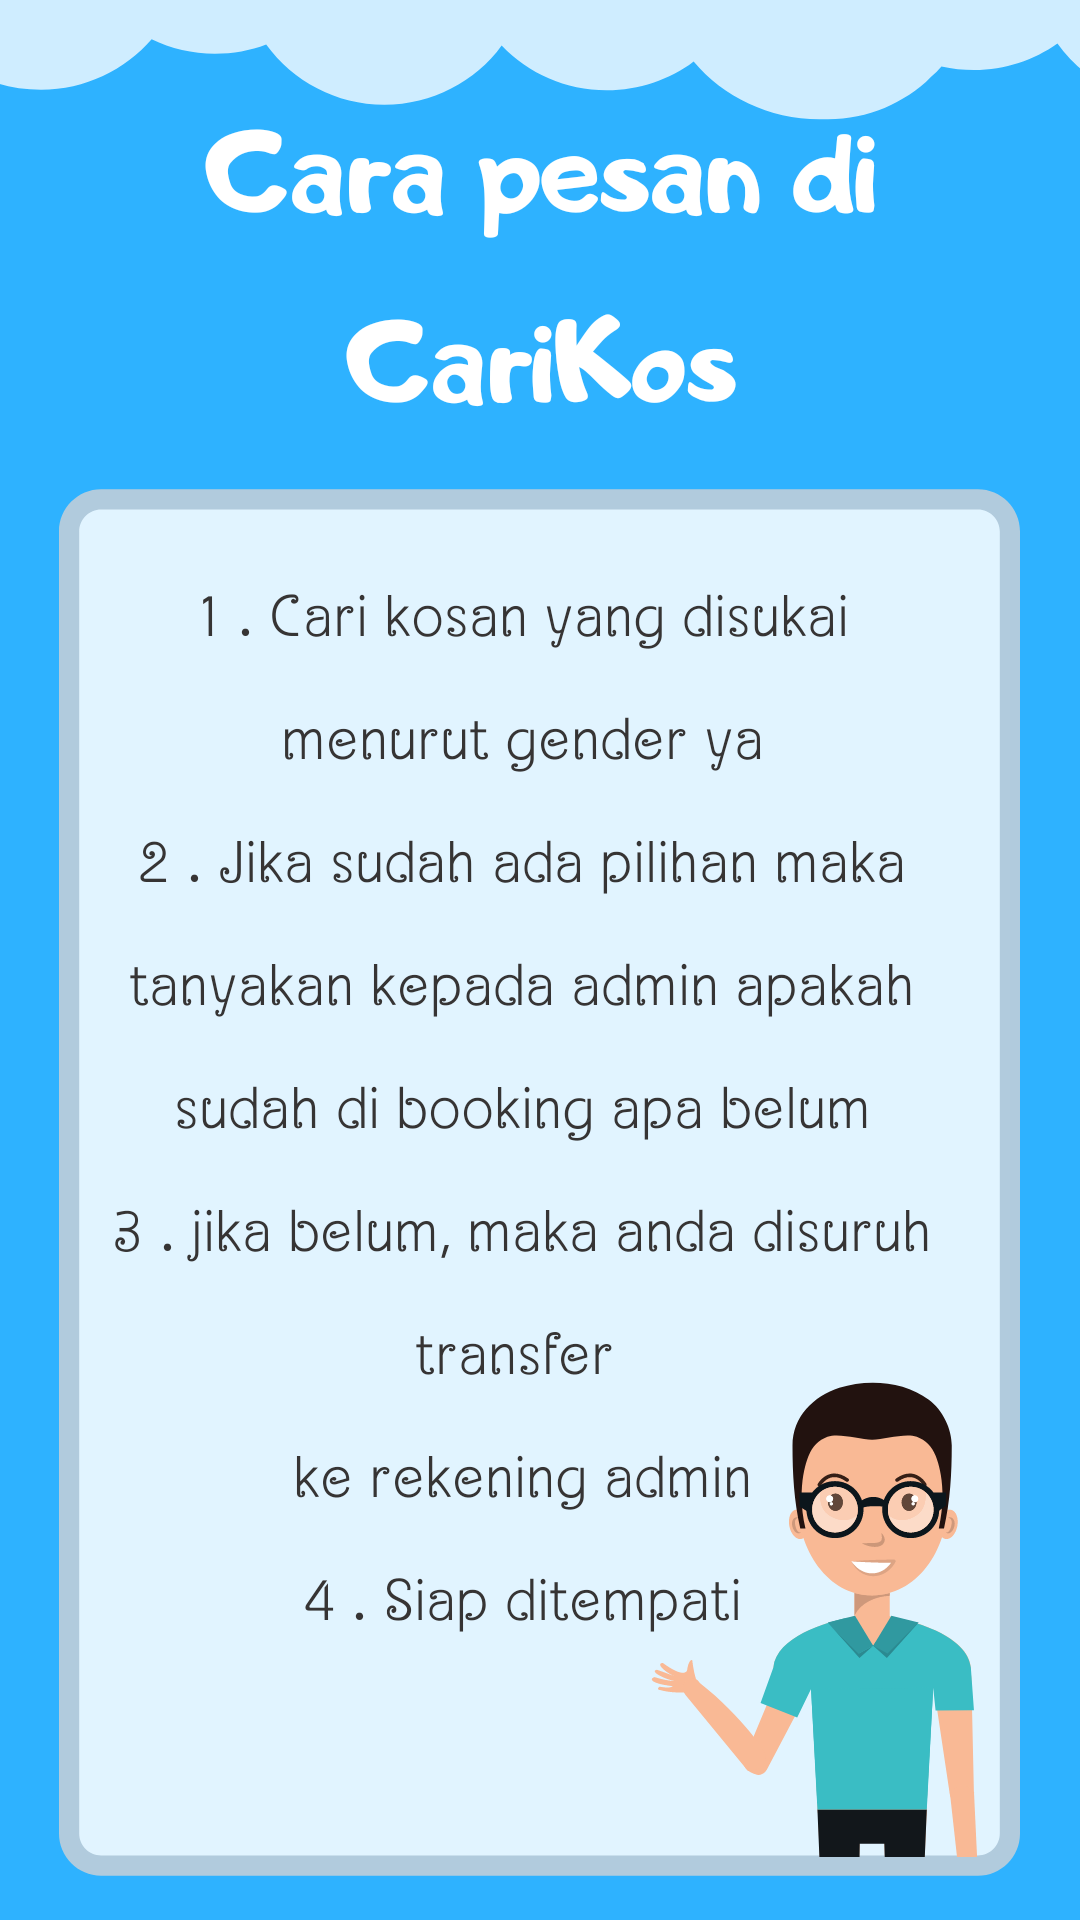 Cara pesan di
CariKos
1 . Cari kosan yang disukai
menurut gender ya
2 . Jika sudah ada pilihan maka
tanyakan kepada admin apakah
sudah di booking apa belum
3 . jika belum, maka anda disuruh
transfer
ke rekening admin
4 . Siap ditempati